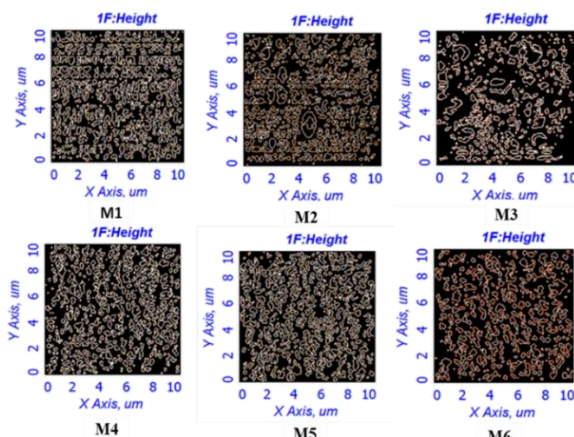 1F:Height
Y Axis, um
10
8
6
4
2
0
0 2 4 6 8 10
X Axis, um
M1
1F:Height
Y Axis, um
10
8
6
4
2
0
0 2 4 6 8 10
X Axis, um
M2
1F:Height
Y Axis, um
10
8
6
4
2
0
0 2 4 6 8 10
X Axis, um
M3
1F:Height
Y Axis, um
10
8
6
4
2
0
0 2 4 6 8 10
X Axis, um
M4
1F:Height
Y Axis, um
10
8
6
4
2
0
0 2 4 6 8 10
X Axis, um
M5
1F:Height
Y Axis, um
10
8
6
4
2
0
0 2 4 6 8 10
X Axis, um
M6